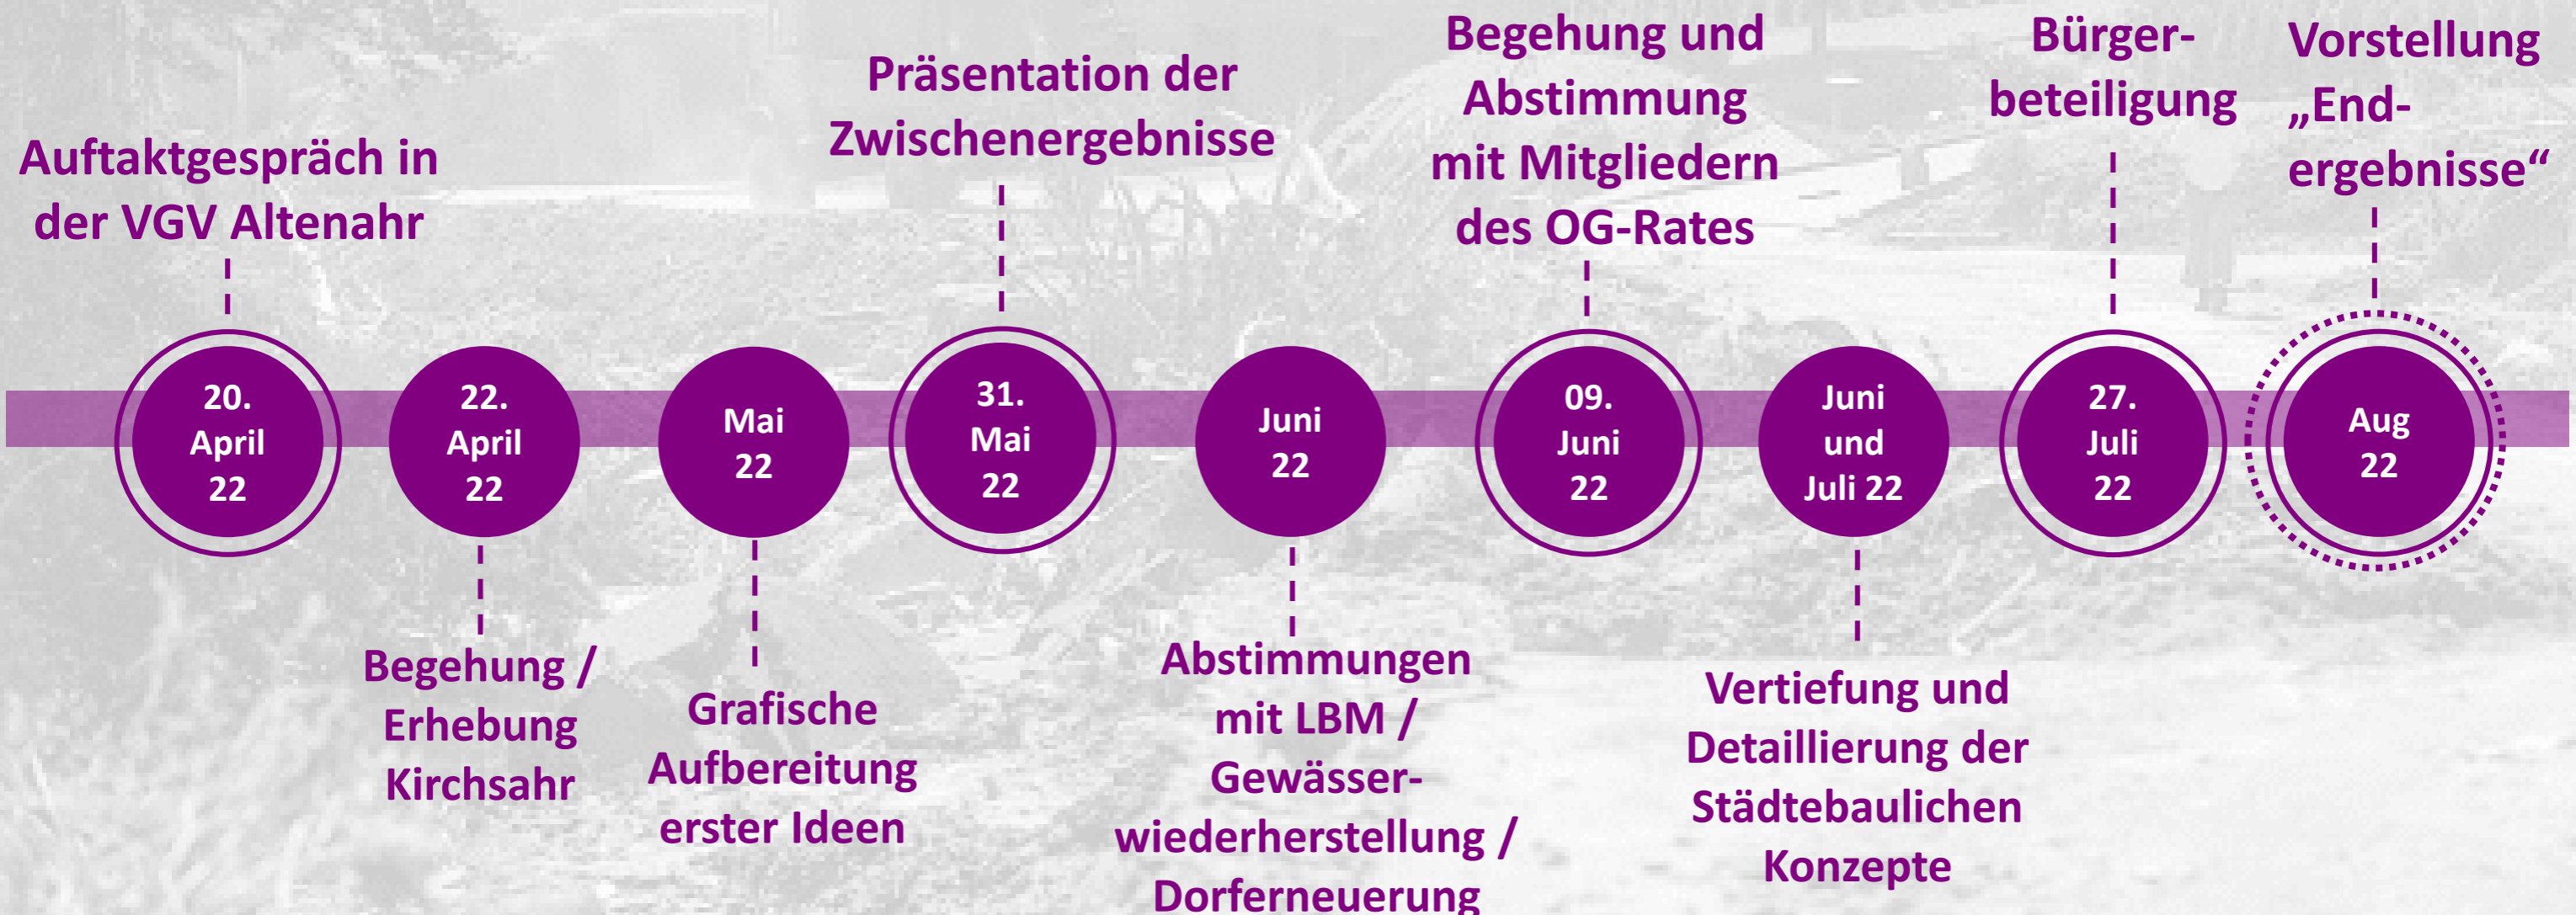 Auftaktgespräch in
der VGV Altenahr
Präsentation der
Zwischenergebnisse
Begehung und
Abstimmung
mit Mitgliedern
des OG-Rates
Bürger-
beteiligung
Vorstellung
„End-
ergebnisse“
20.
April
22
22.
April
22
Mai
22
31.
Mai
22
Juni
22
09.
Juni
22
Juni
und
Juli 22
27.
Juli
22
Aug
22
Begehung /
Erhebung
Kirchsahr
Grafische
Aufbereitung
erster Ideen
Abstimmungen
mit LBM /
Gewässer-
wiederherstellung /
Dorferneuerung
Vertiefung und
Detaillierung der
Städtebaulichen
Konzepte